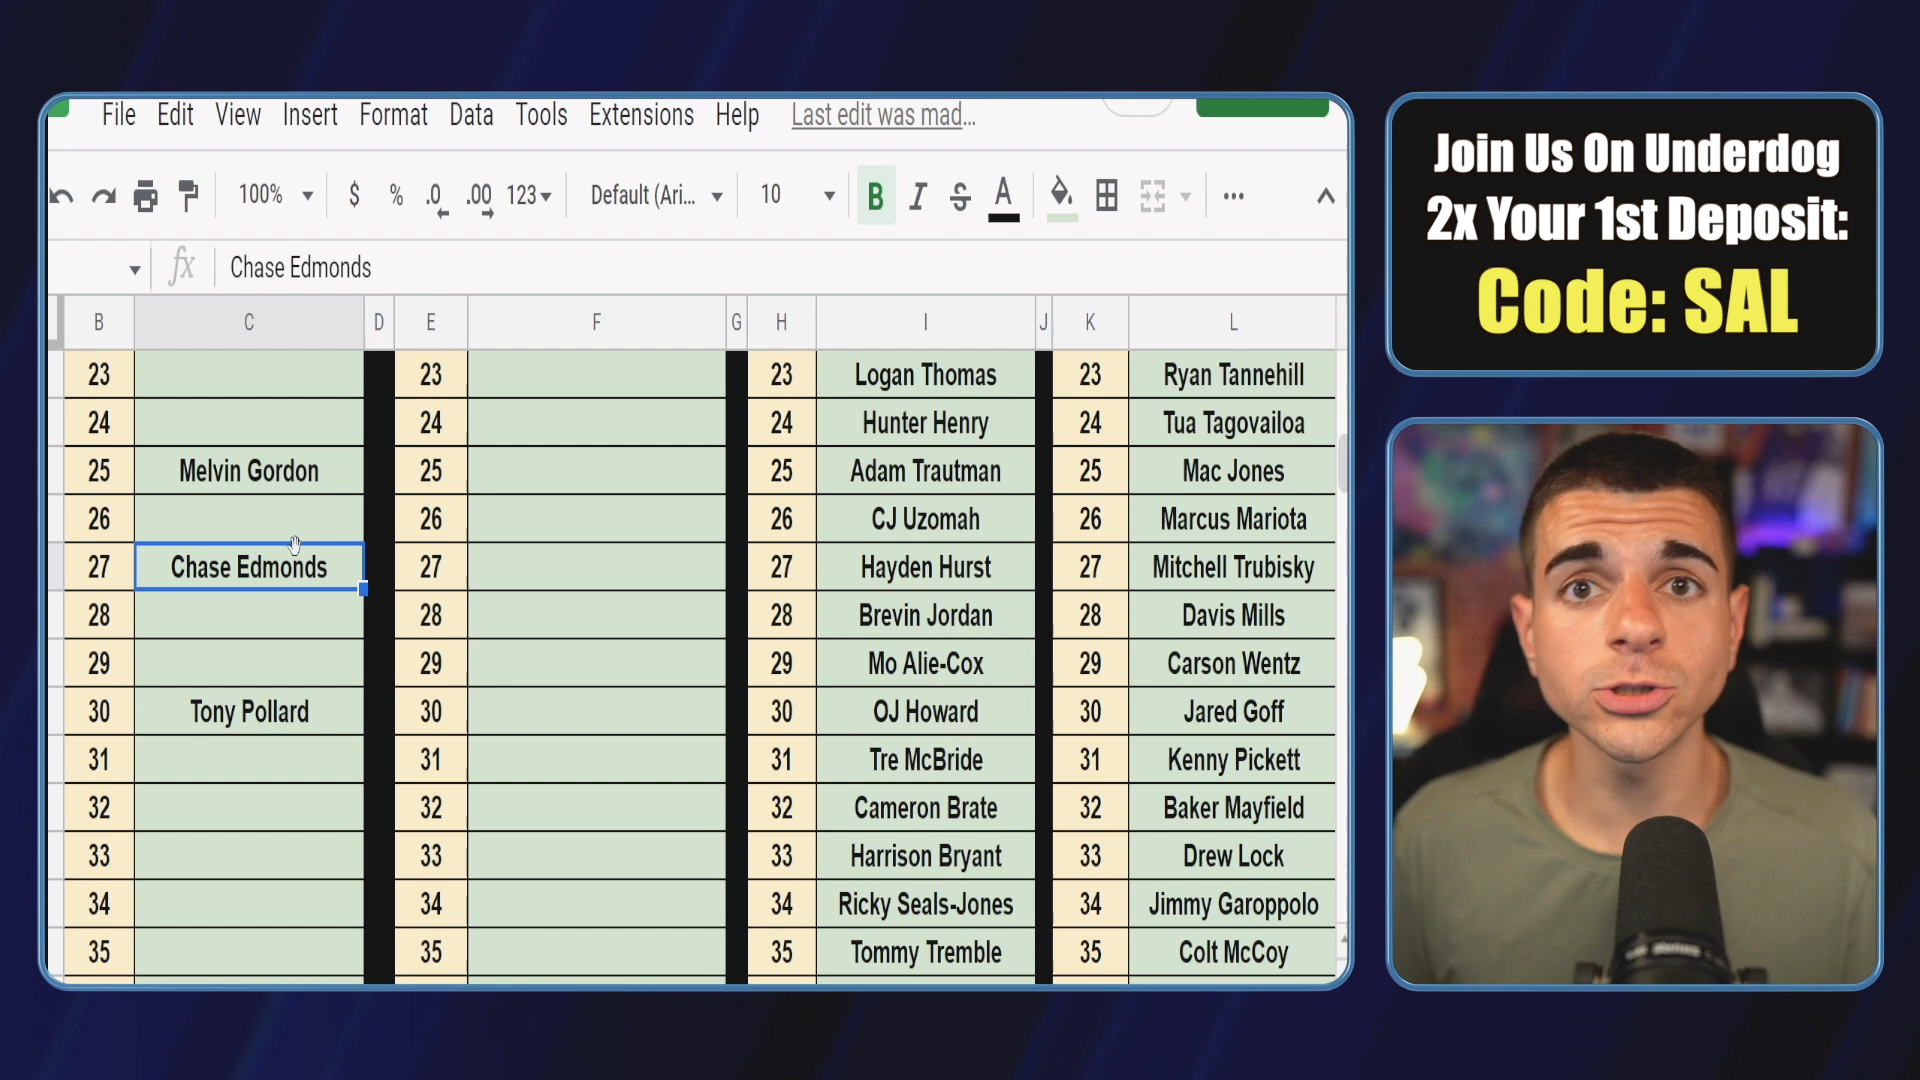 File Edit View Insert Format Data Tools Extensions Help Last edit was mad...
100% $ % .0 .00 123 Default (Ari... 10 B I S A ...
fx Chase Edmonds
B C D E F G H I J K L
23 23 23 Logan Thomas 23 Ryan Tannehill
24 24 24 Hunter Henry 24 Tua Tagovailoa
25 Melvin Gordon 25 25 Adam Trautman 25 Mac Jones
26 26 26 CJ Uzomah 26 Marcus Mariota
27 Chase Edmonds 27 27 Hayden Hurst 27 Mitchell Trubisky
28 28 28 Brevin Jordan 28 Davis Mills
29 29 29 Mo Alie-Cox 29 Carson Wentz
30 Tony Pollard 30 30 OJ Howard 30 Jared Goff
31 31 31 Tre McBride 31 Kenny Pickett
32 32 32 Cameron Brate 32 Baker Mayfield
33 33 33 Harrison Bryant 33 Drew Lock
34 34 34 Ricky Seals-Jones 34 Jimmy Garoppolo
35 35 35 Tommy Tremble 35 Colt McCoy
Join Us On Underdog
2x Your 1st Deposit:
Code: SAL